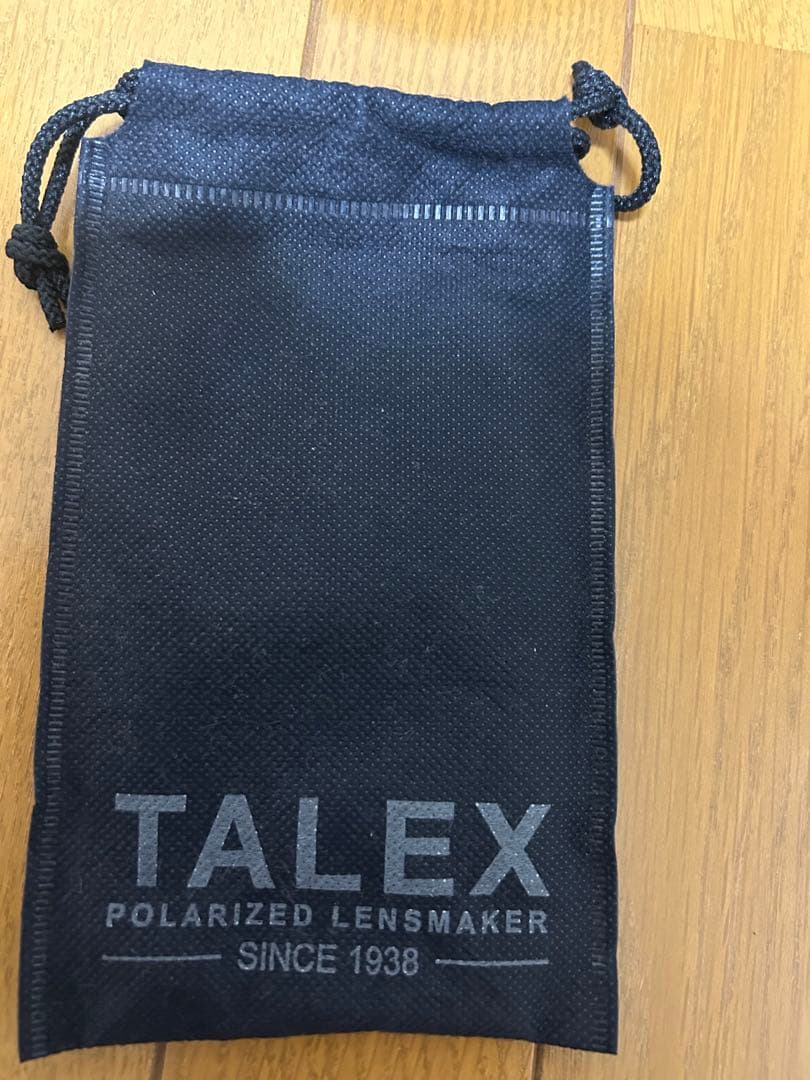 TALEX
POLARIZED LENSMAKER
SINCE 1938